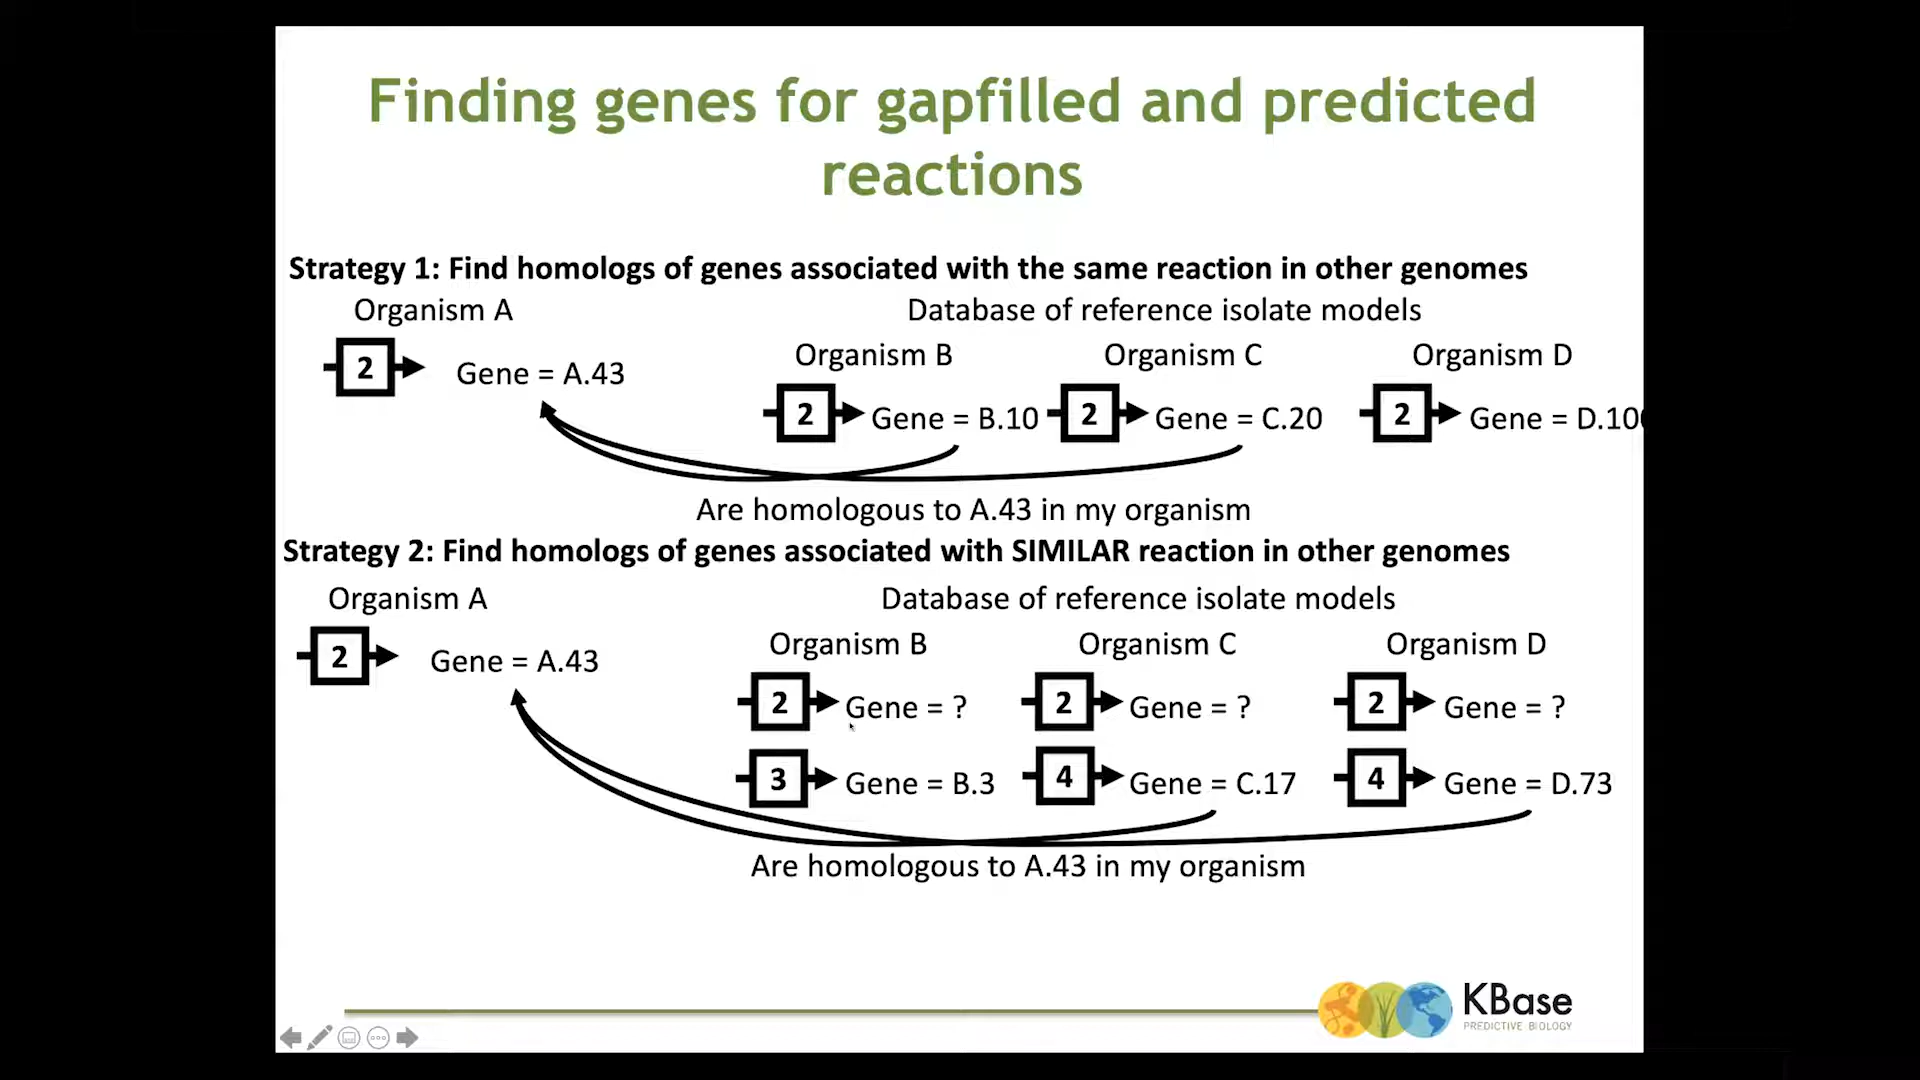 Finding genes for gapfilled and predicted
reactions
Strategy 1: Find homologs of genes associated with the same reaction in other genomes
Organism A
Database of reference isolate models
Organism B
Organism C
Organism D
2
Gene = A.43
2
Gene = B.10
2
Gene = C.20
2
Gene = D.10
Are homologous to A.43 in my organism
Strategy 2: Find homologs of genes associated with SIMILAR reaction in other genomes
Organism A
Database of reference isolate models
Organism B
Organism C
Organism D
2
Gene = A.43
2
Gene = ?
2
Gene = ?
2
Gene = ?
3
Gene = B.3
4
Gene = C.17
4
Gene = D.73
Are homologous to A.43 in my organism
KBase
PREDICTIVE BIOLOGY